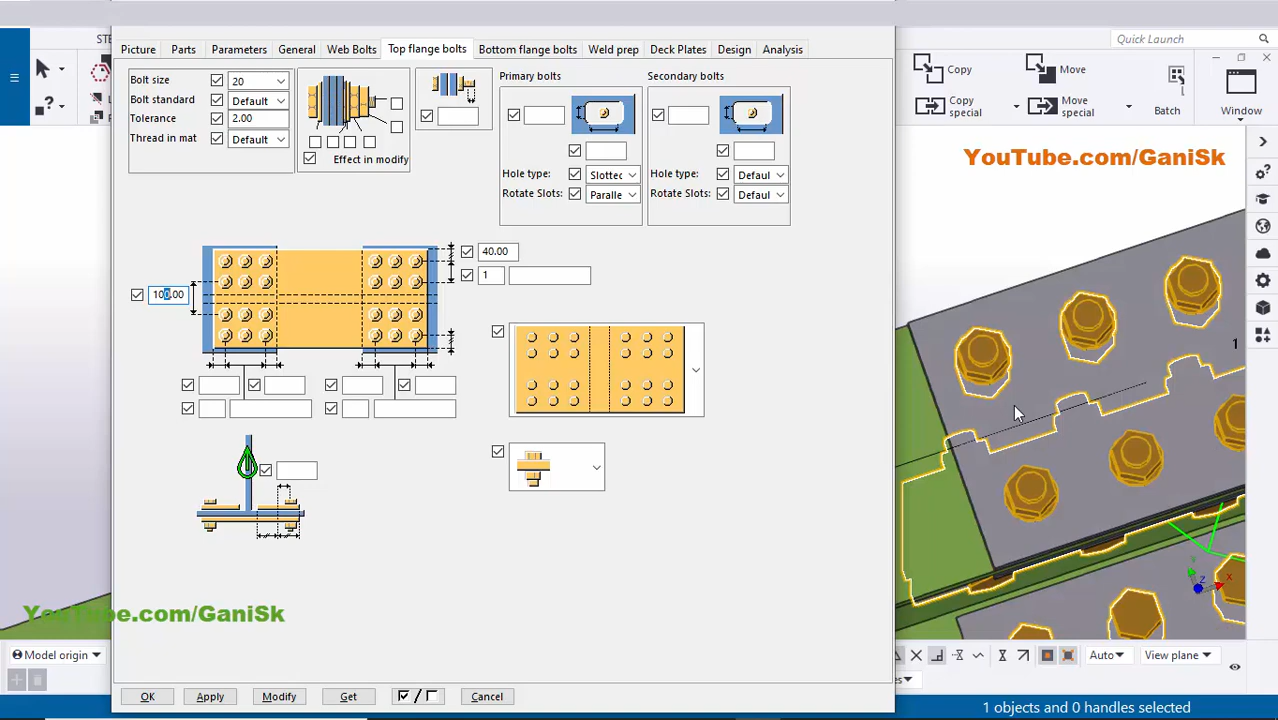 Quick Launch
STE
Copy
Move
Copy special
Move special
Batch
Window
Picture
Parts
Parameters
General
Web Bolts
Top flange bolts
Bottom flange bolts
Weld prep
Deck Plates
Design
Analysis
Bolt size 20
Bolt standard Default
Tolerance 2.00
Thread in mat Default
Effect in modify
Primary bolts
Hole type: Slotted
Rotate Slots: Paralle
Secondary bolts
Hole type: Defaul
Rotate Slots: Defaul
YouTube.com/GaniSk
40.00
1
100.00
1
Z
X
YouTube.com/GaniSk
Model origin
Auto
View plane
OK
Apply
Modify
Get
/
Cancel
1 objects and 0 handles selected